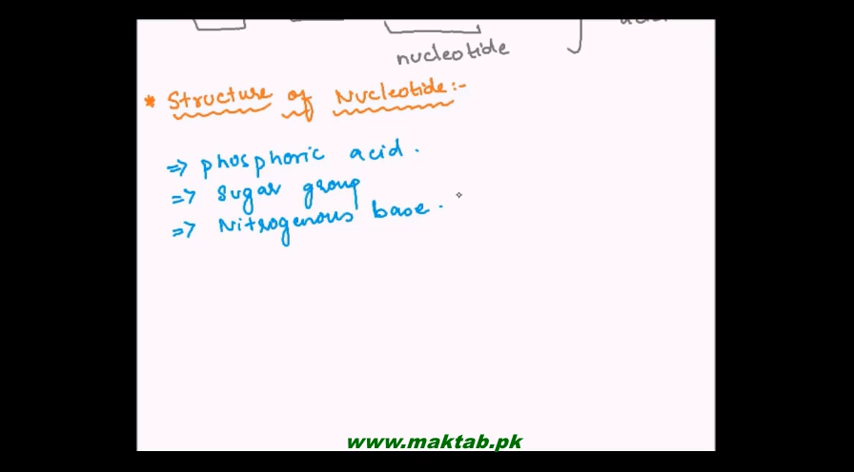 nucleotide
* Structure of Nucleotide:-
=> phosphoric acid.
=> Sugar group
=> Nitrogenous base.
www.maktab.pk